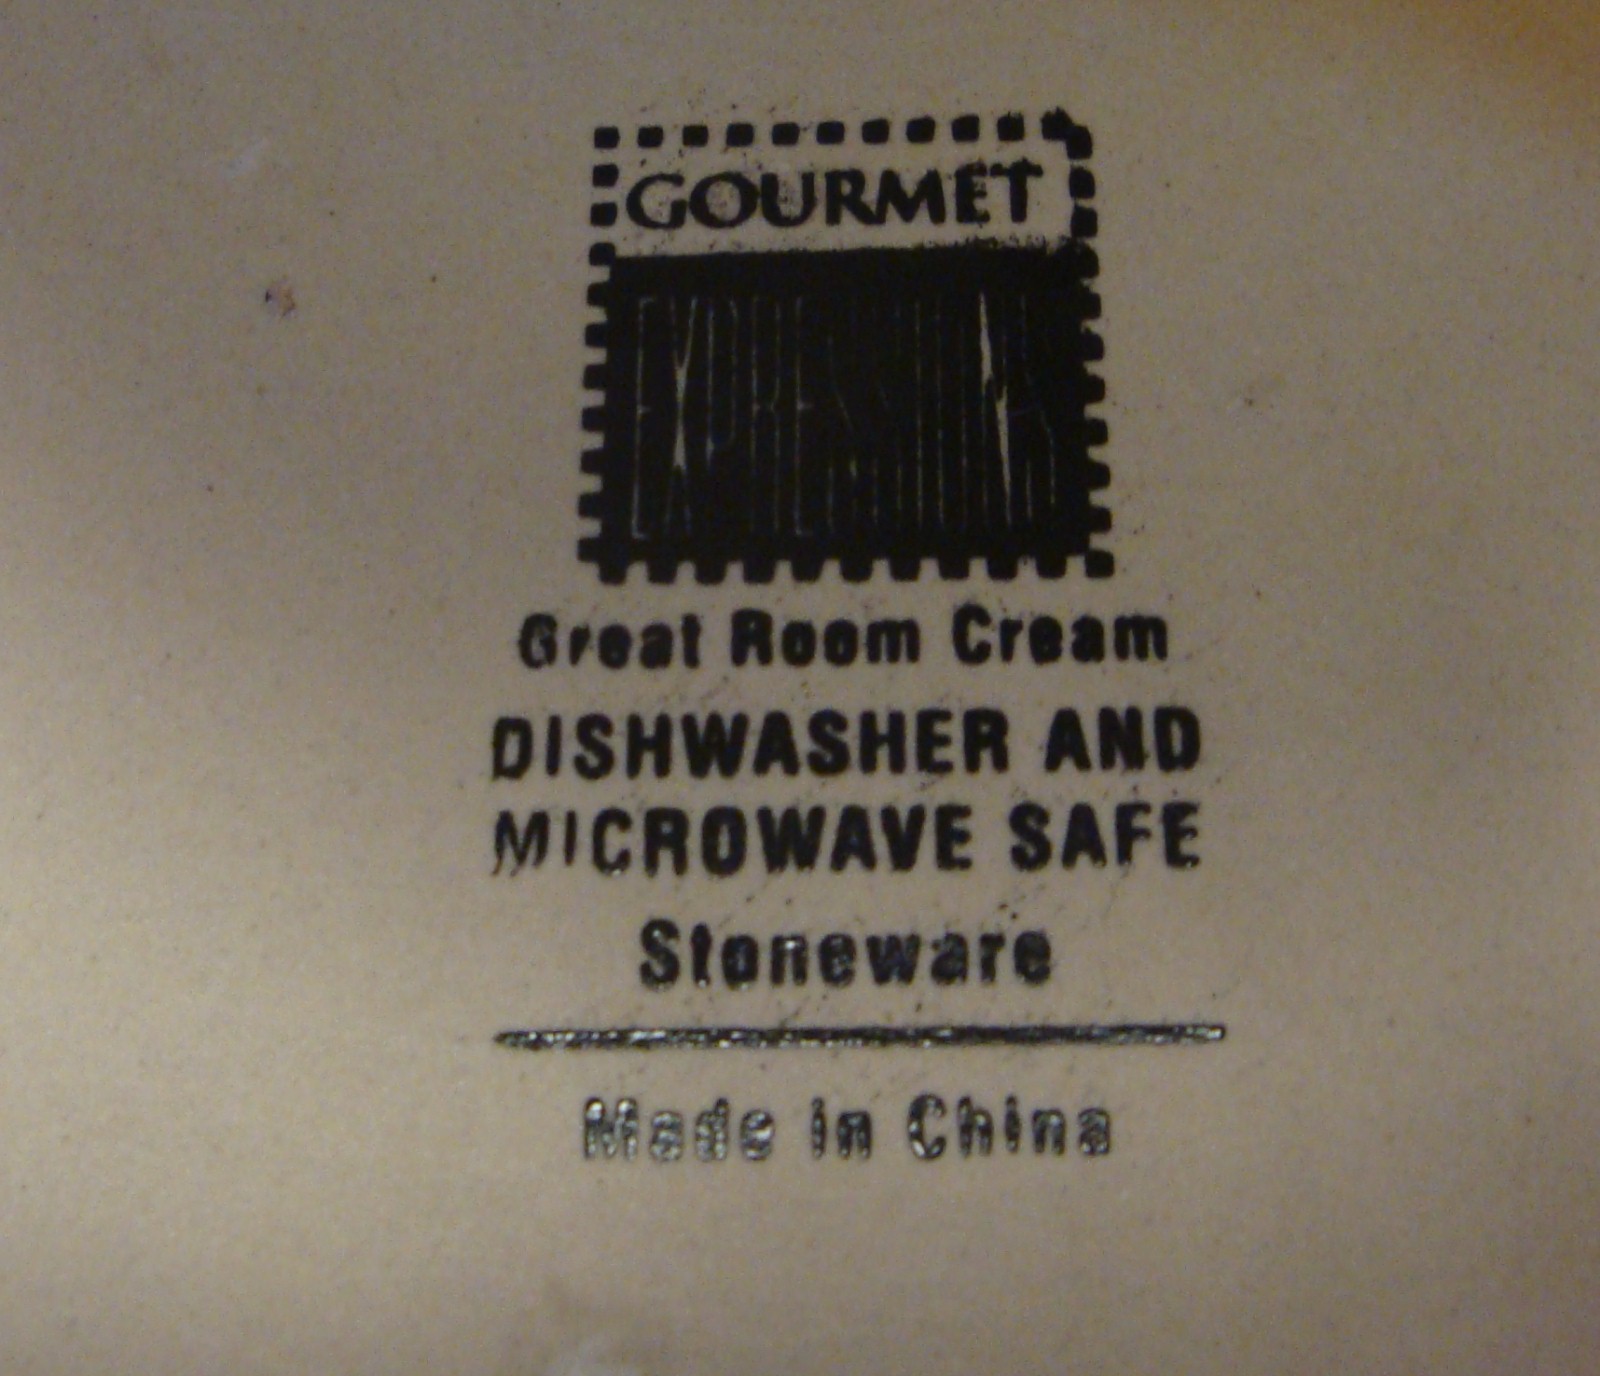 GOURMET
EXPRESSIONS
Great Room Cream
DISHWASHER AND
MICROWAVE SAFE
Stoneware
Made in China